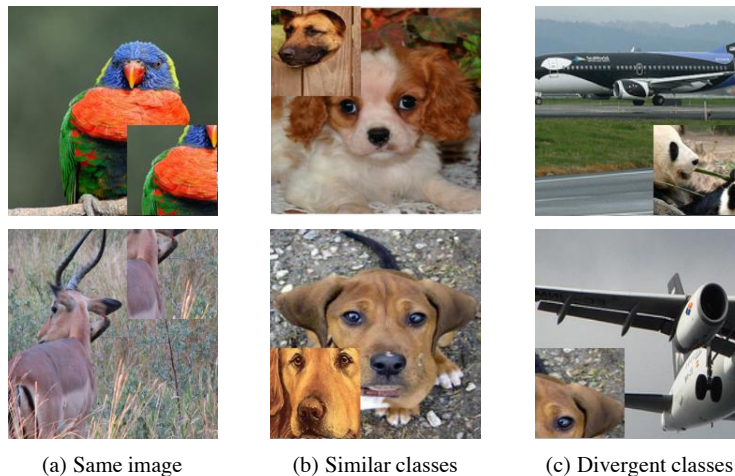 (a) Same image
(b) Similar classes
(c) Divergent classes